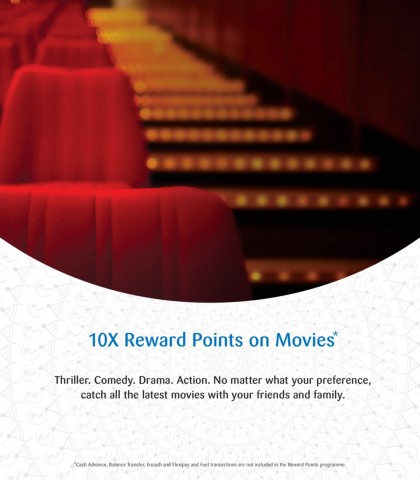 10X Reward Points on Movies*
Thriller. Comedy. Drama. Action. No matter what your preference,
catch all the latest movies with your friends and family.
*Cash Advance, Balance Transfer, Encash and Flexipay and Fuel transactions are not included in the Reward Points programme.